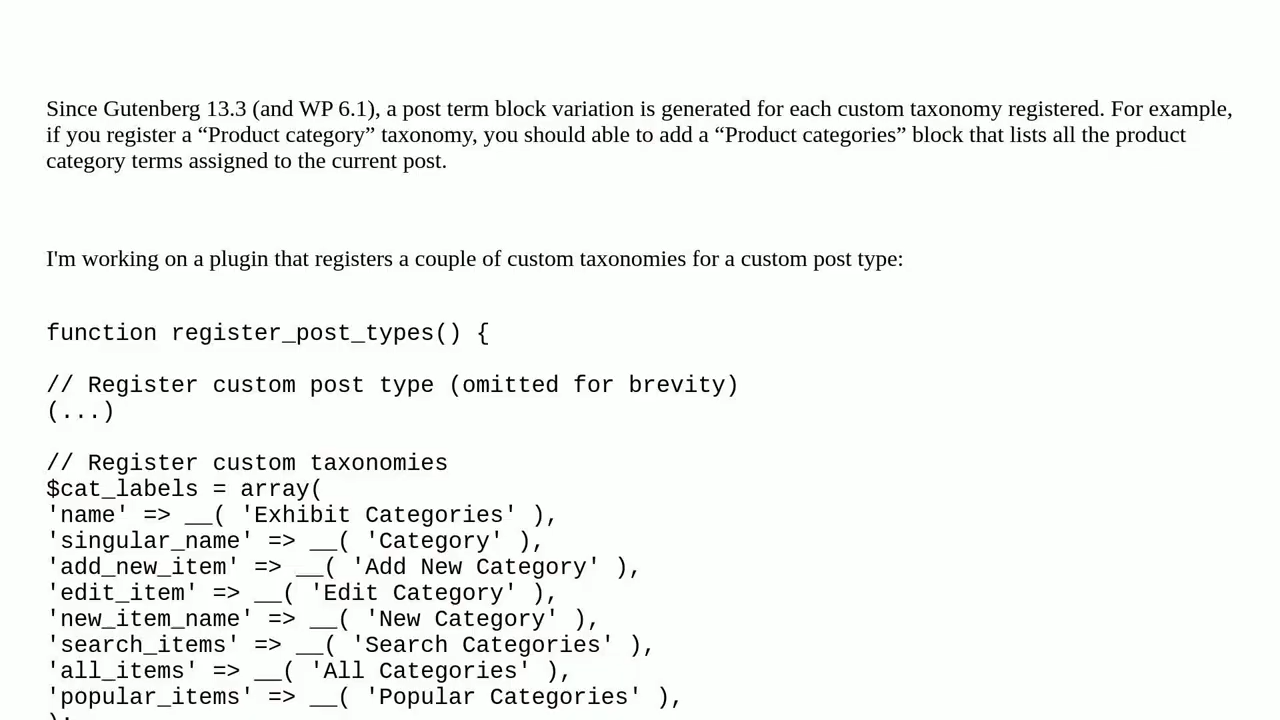 Since Gutenberg 13.3 (and WP 6.1), a post term block variation is generated for each custom taxonomy registered. For example,
if you register a “Product category” taxonomy, you should able to add a “Product categories” block that lists all the product
category terms assigned to the current post.
I'm working on a plugin that registers a couple of custom taxonomies for a custom post type:
function register_post_types() {
// Register custom post type (omitted for brevity)
(...)
// Register custom taxonomies
$cat_labels = array(
'name' => __( 'Exhibit Categories' ),
'singular_name' => __( 'Category' ),
'add_new_item' => __( 'Add New Category' ),
'edit_item' => __( 'Edit Category' ),
'new_item_name' => __( 'New Category' ),
'search_items' => __( 'Search Categories' ),
'all_items' => __( 'All Categories' ),
'popular_items' => __( 'Popular Categories' ),
);